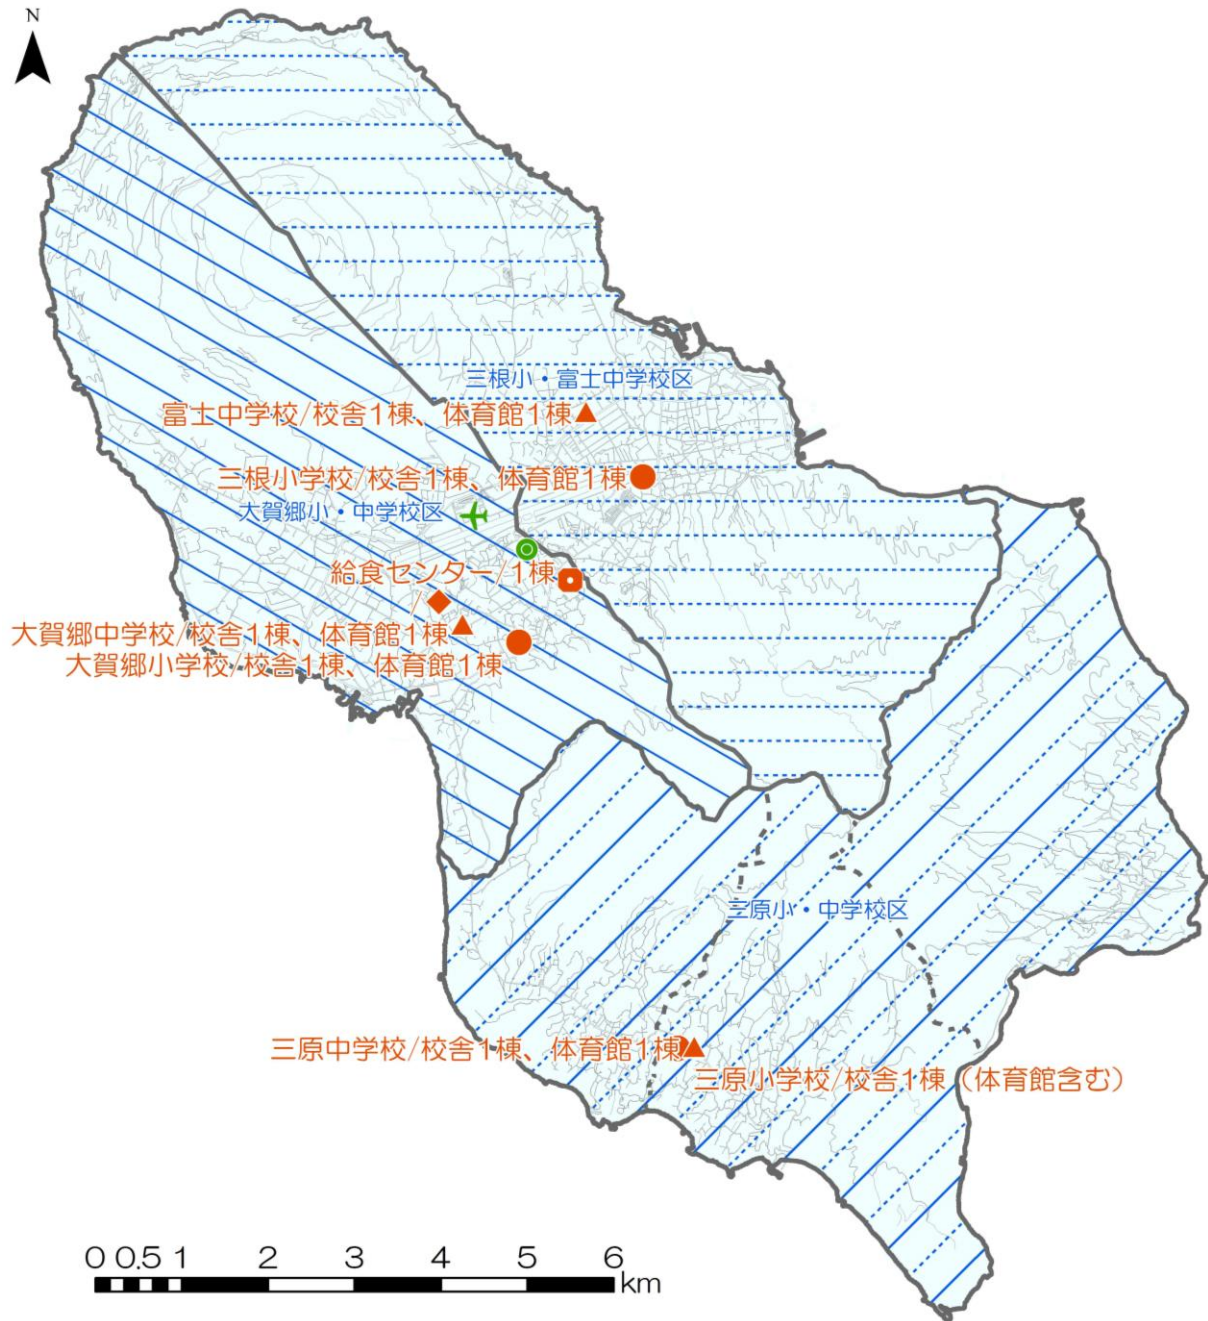 N
三根小・富士中学校区
富士中学校/校舎1棟、体育館1棟
三根小学校/校舎1棟、体育館1棟
大賀郷小・中学校区
給食センター/1棟
大賀郷中学校/校舎1棟、体育館1棟
大賀郷小学校/校舎1棟、体育館1棟
三原小・中学校区
三原中学校/校舎1棟、体育館1棟
三原小学校/校舎1棟（体育館含む）
0 0.5 1 2 3 4 5 6
km